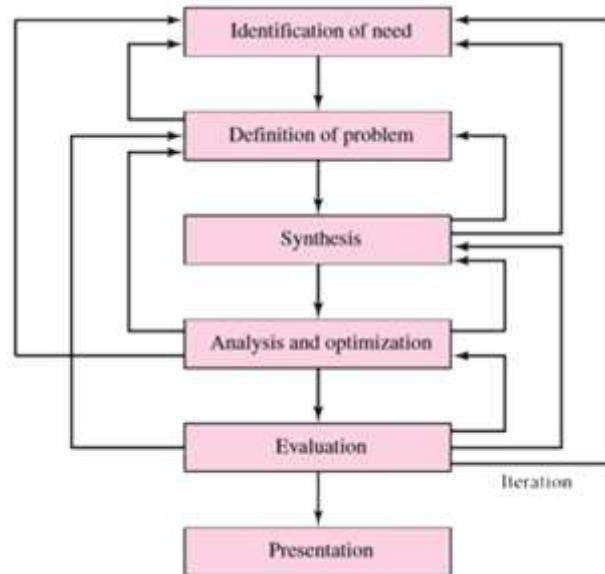 Identification of need
Definition of problem
Synthesis
Analysis and optimization
Evaluation
Iteration
Presentation